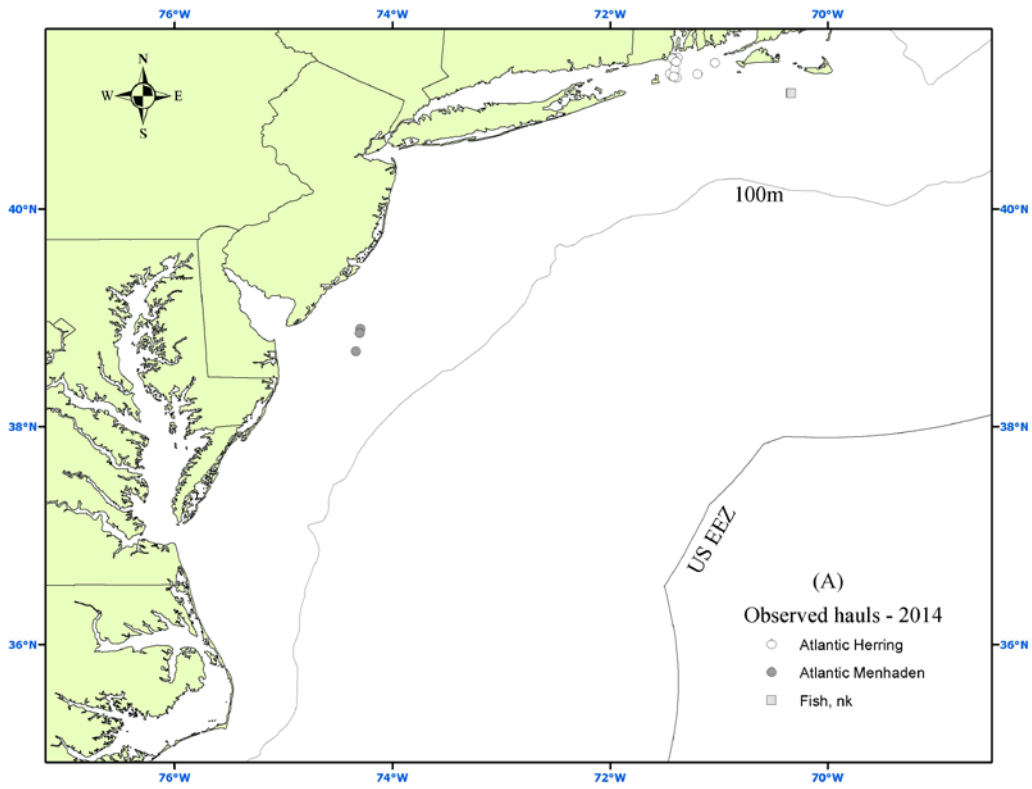 76°W 74°W 72°W 70°W
N
W E
S
40°N 100m 40°N
38°N 38°N
US EEZ
(A)
Observed hauls - 2014
36°N Atlantic Herring 36°N
Atlantic Menhaden
Fish, nk
76°W 74°W 72°W 70°W